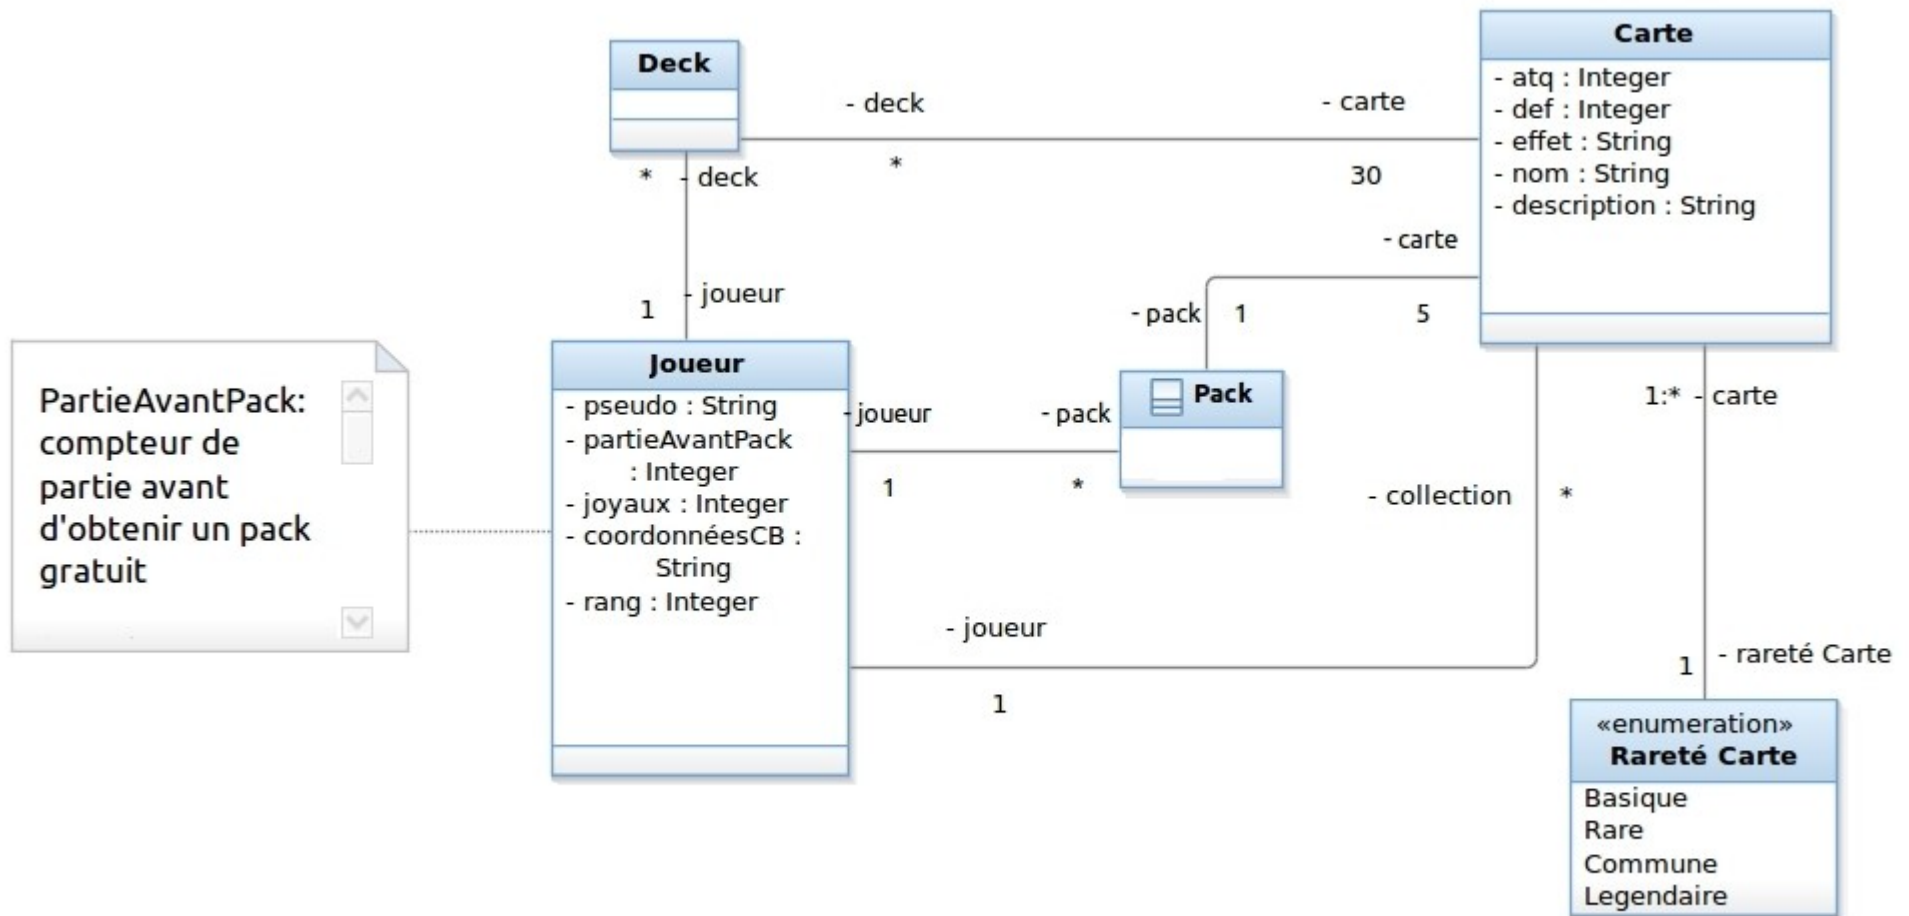 Deck
- deck
*
* - deck
1
- joueur
- carte
30
Carte
- atq : Integer
- def : Integer
- effet : String
- nom : String
- description : String
- carte
- pack 1
5
PartieAvantPack:
compteur de
partie avant
d'obtenir un pack
gratuit
Joueur
- pseudo : String
- partieAvantPack
: Integer
- joyaux : Integer
- coordonnéesCB :
String
- rang : Integer
- joueur
1
- pack
*
Pack
- collection *
- joueur
1
1:* - carte
1 - rareté Carte
«enumeration»
Rareté Carte
Basique
Rare
Commune
Legendaire